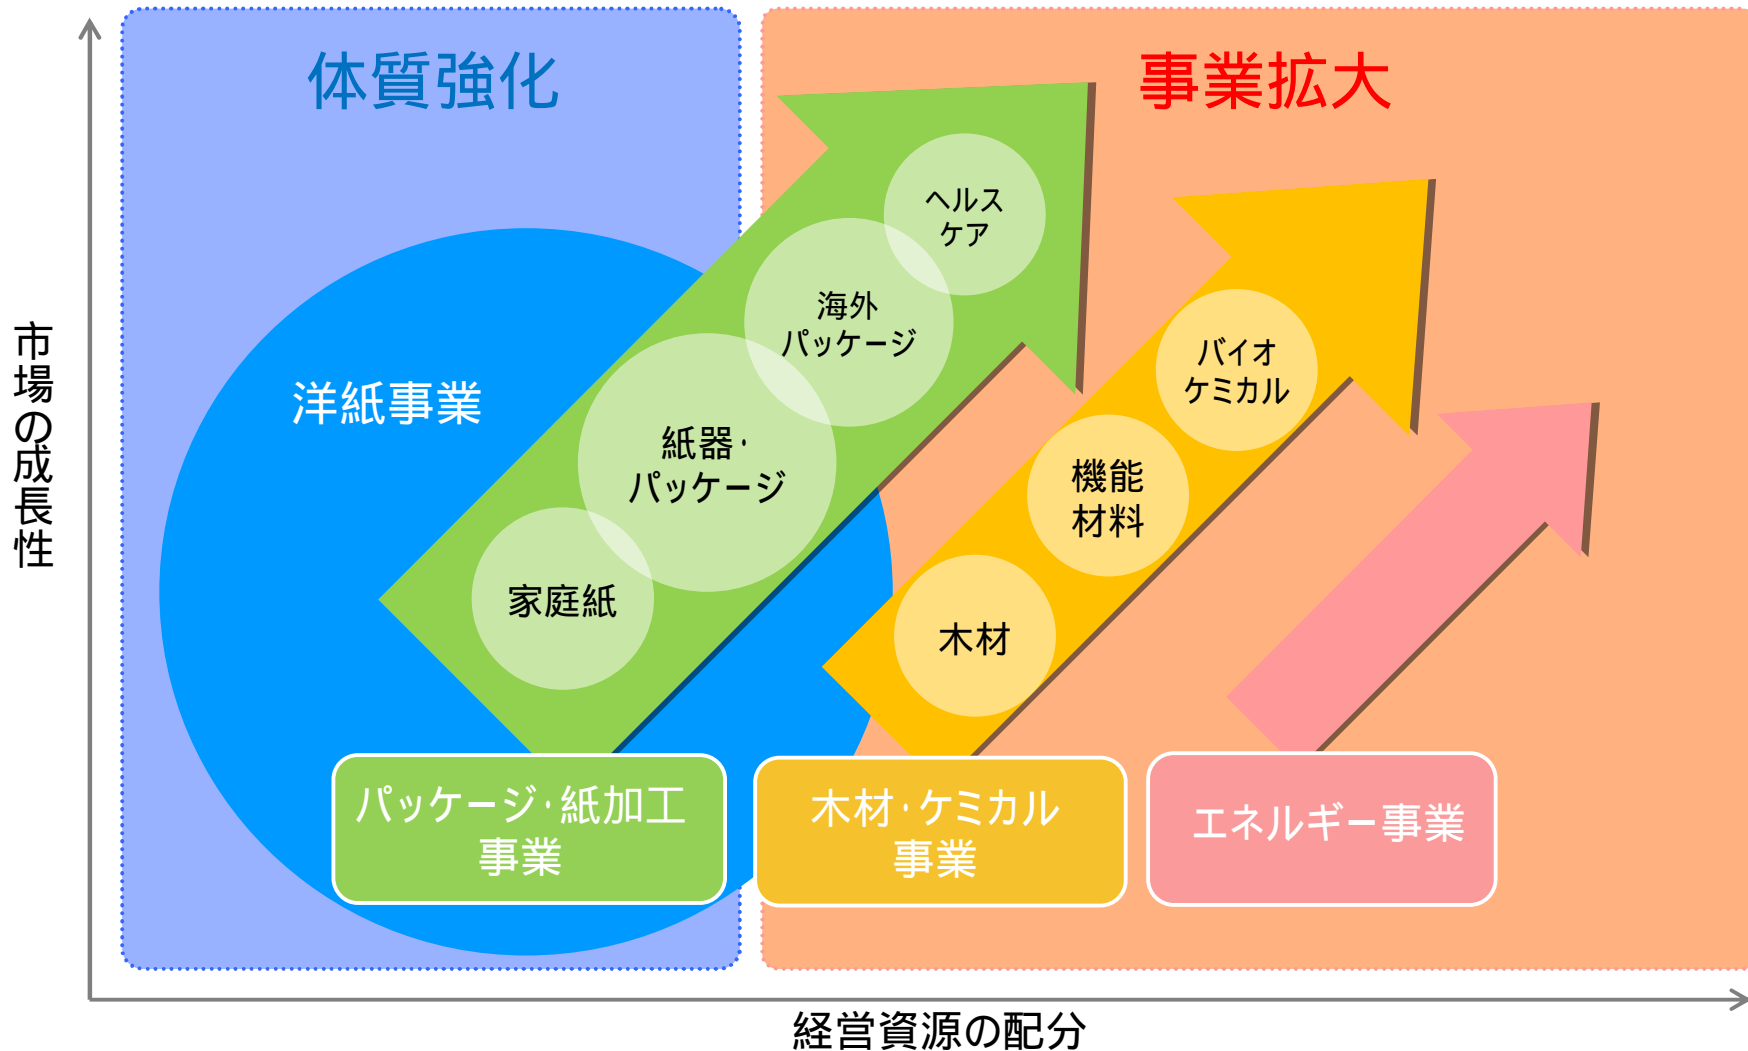 体質強化
事業拡大
市場の成長性
洋紙事業
ヘルス
ケア
海外
パッケージ
紙器・
パッケージ
家庭紙
バイオ
ケミカル
機能
材料
木材
パッケージ・紙加工
事業
木材・ケミカル
事業
エネルギー事業
経営資源の配分